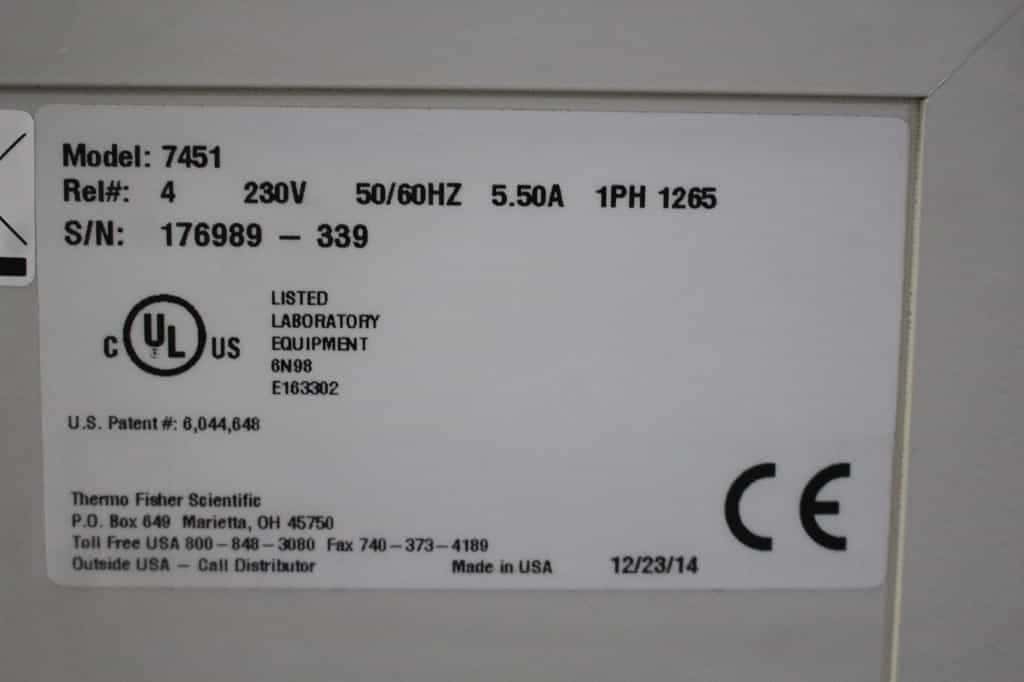 Model: 7451
Rel#: 4 230V 50/60HZ 5.50A 1PH 1265
S/N: 176989 – 339
C UL US
LISTED
LABORATORY
EQUIPMENT
6N98
E163302
U.S. Patent #: 6,044,648
CE
Thermo Fisher Scientific
P.O. Box 649 Marietta, OH 45750
Toll Free USA 800–848–3080 Fax 740–373–4189
Outside USA – Call Distributor Made in USA 12/23/14